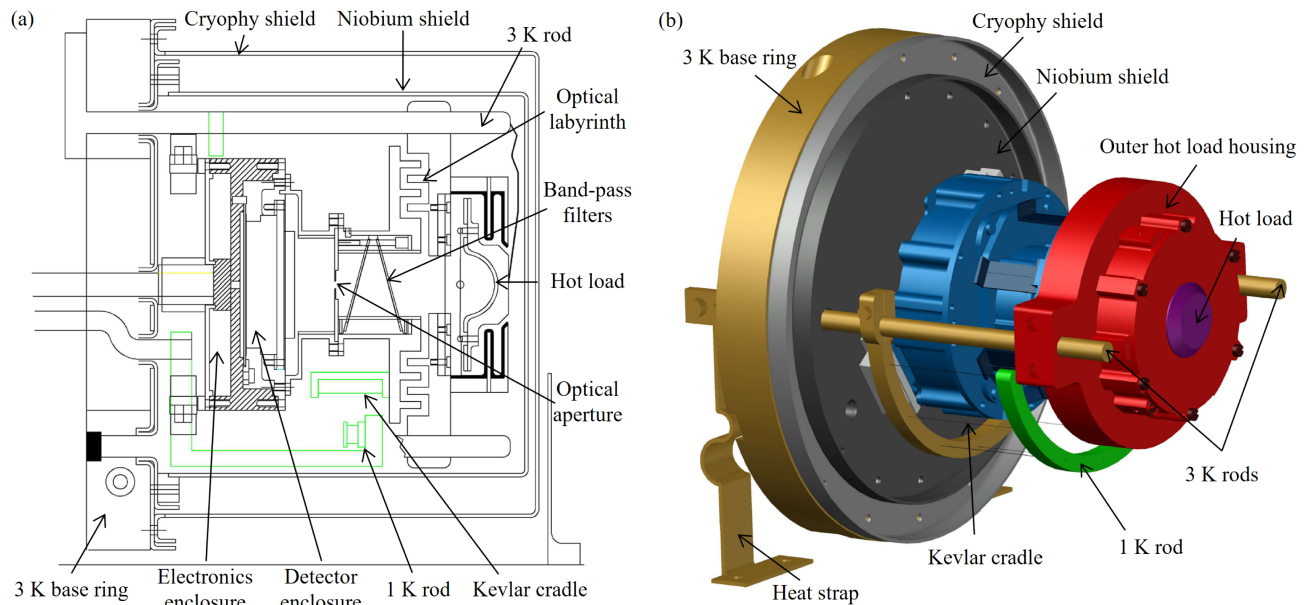 (a)
Cryophy shield
Niobium shield
3 K rod
Optical
labyrinth
Band-pass
filters
Hot load
Optical
aperture
3 K base ring
Electronics
enclosure
Detector
enclosure
1 K rod
Kevlar cradle
(b)
Cryophy shield
3 K base ring
Niobium shield
Outer hot load housing
Hot load
3 K rods
1 K rod
Kevlar cradle
Heat strap